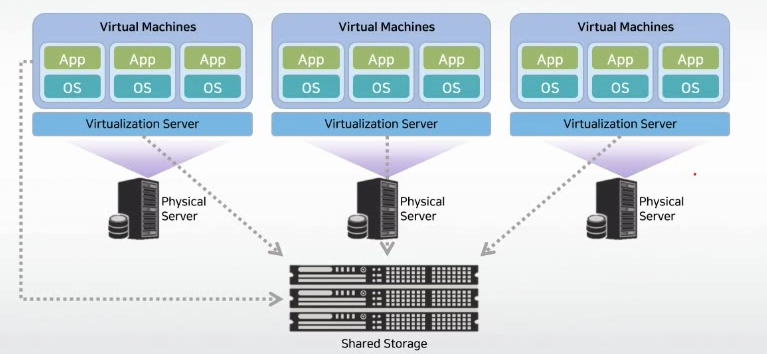 Virtual Machines
Virtual Machines
Virtual Machines
App App App
App App App
App App App
OS OS OS
OS OS OS
OS OS OS
Virtualization Server
Virtualization Server
Virtualization Server
Physical
Server
Physical
Server
Physical
Server
Shared Storage